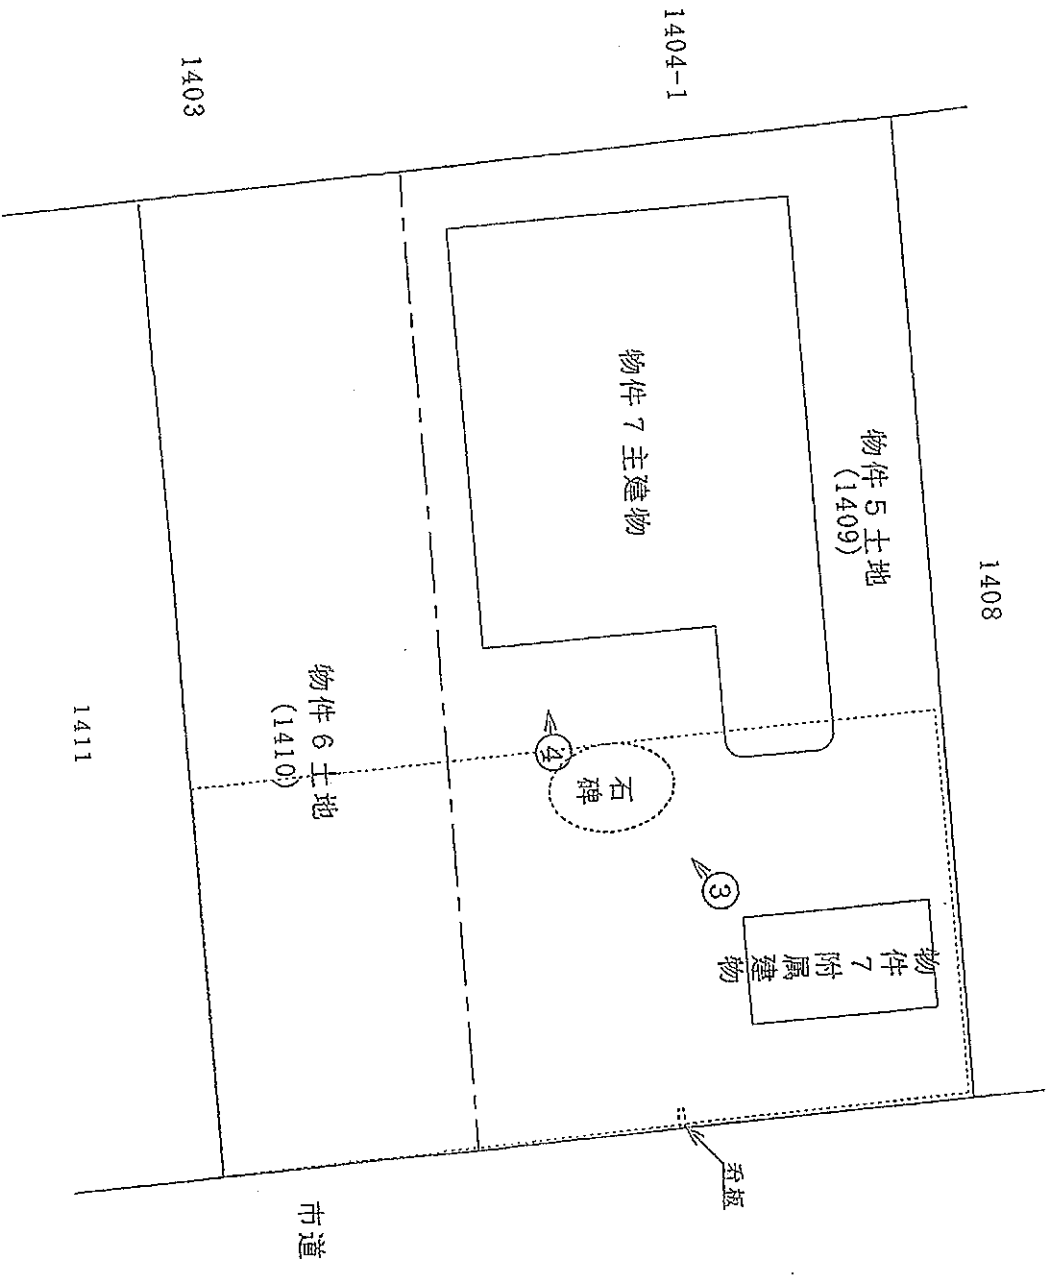 1404-1
1403
1408
物件5土地
(1409)
物件7主建物
物件6土地
(1410)
1411
石
碑
④
③
物件7附属建物
看板
市道